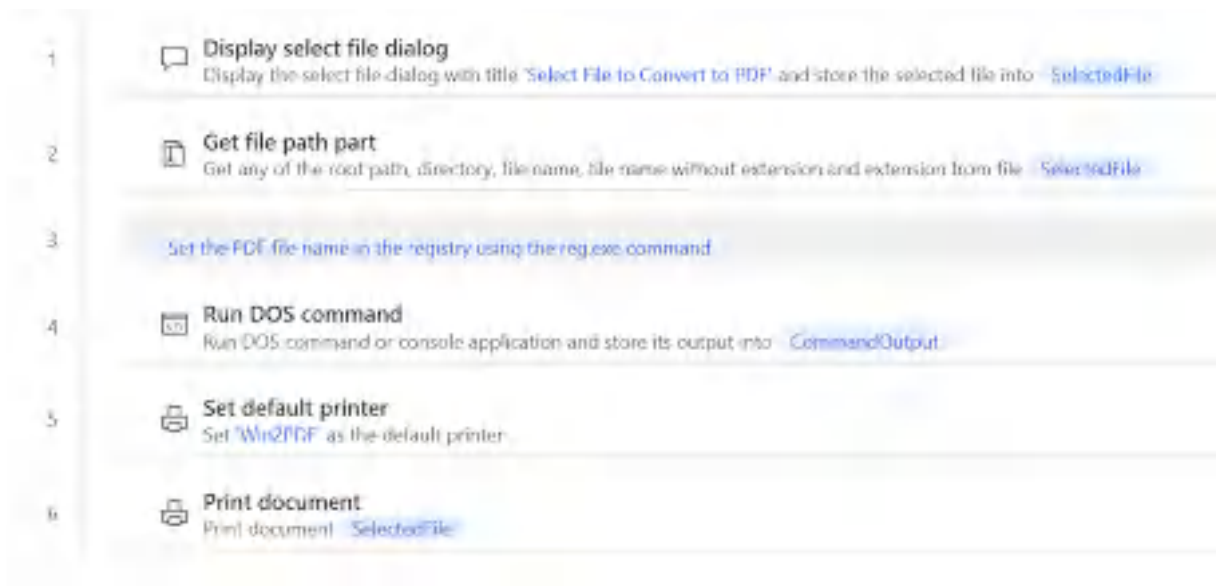 1
Display select file dialog
Display the select file dialog with title 'Select File to Convert to PDF' and store the selected file into SelectedFile
2
Get file path part
Get any of the root path, directory, file name, file name without extension and extension from file SelectedFile
3
Set the PDF file name in the registry using the reg.exe command
4
Run DOS command
Run DOS command or console application and store its output into CommandOutput
5
Set default printer
Set 'Win2PDF' as the default printer
6
Print document
Print document SelectedFile